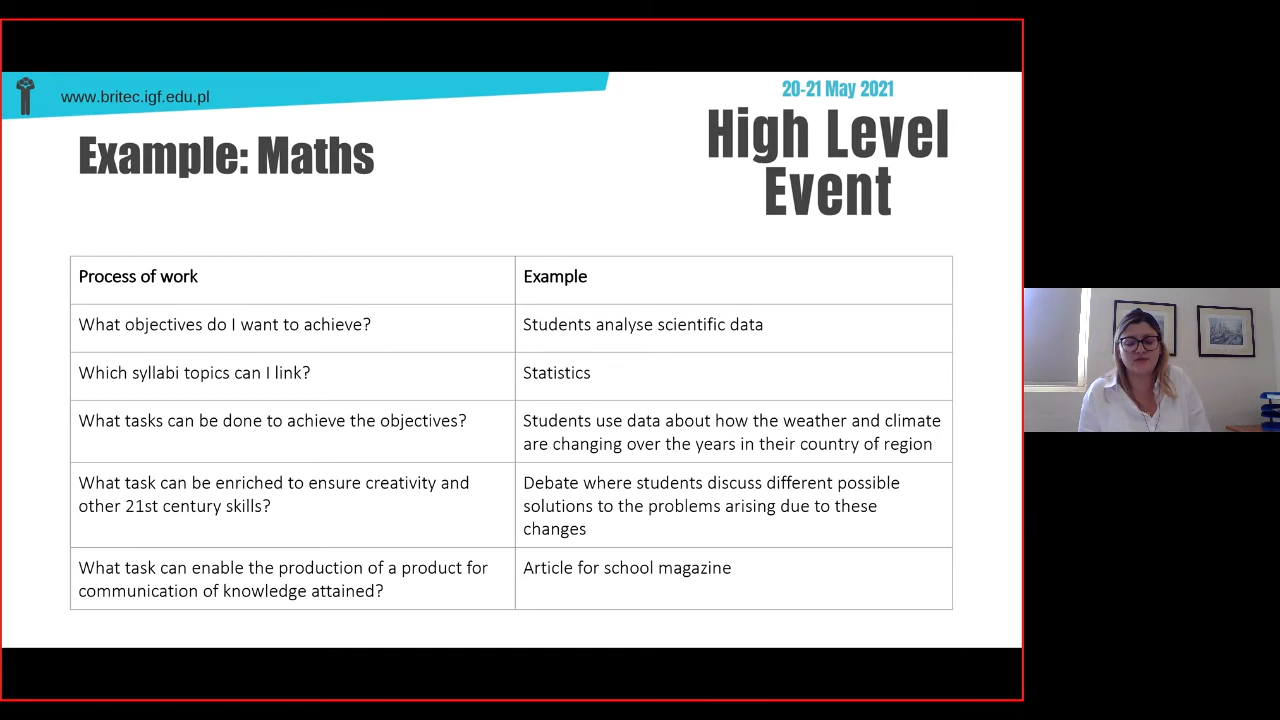 www.britec.igf.edu.pl
20-21 May 2021
High Level
Event
Example: Maths
Process of work
Example
What objectives do I want to achieve?
Students analyse scientific data
Which syllabi topics can I link?
Statistics
What tasks can be done to achieve the objectives?
Students use data about how the weather and climate
are changing over the years in their country of region
What task can be enriched to ensure creativity and
other 21st century skills?
Debate where students discuss different possible
solutions to the problems arising due to these
changes
What task can enable the production of a product for
communication of knowledge attained?
Article for school magazine